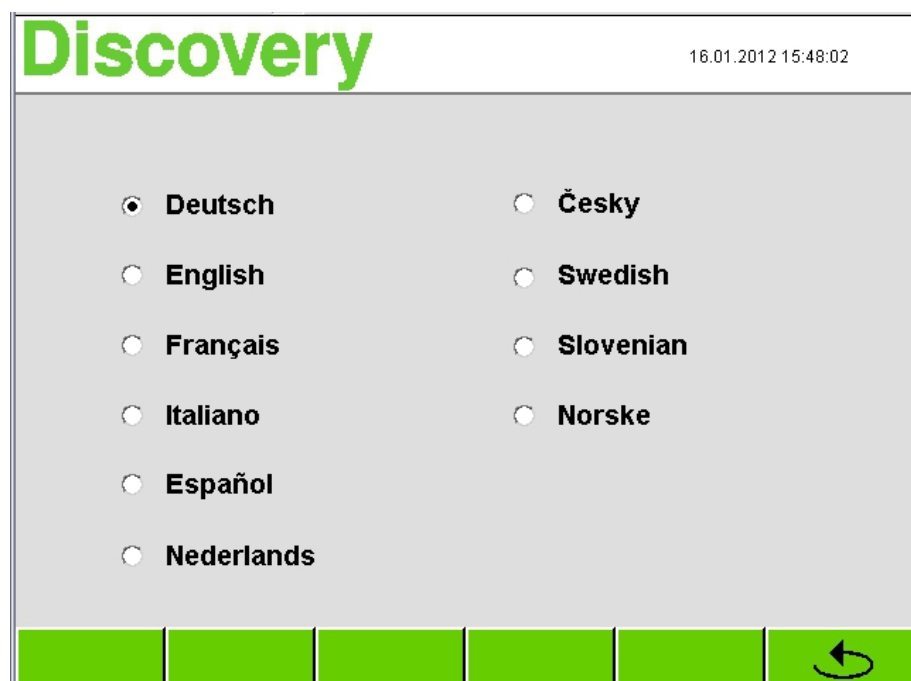 Discovery
16.01.2012 15:48:02
Deutsch
English
Français
Italiano
Español
Nederlands
Česky
Swedish
Slovenian
Norske